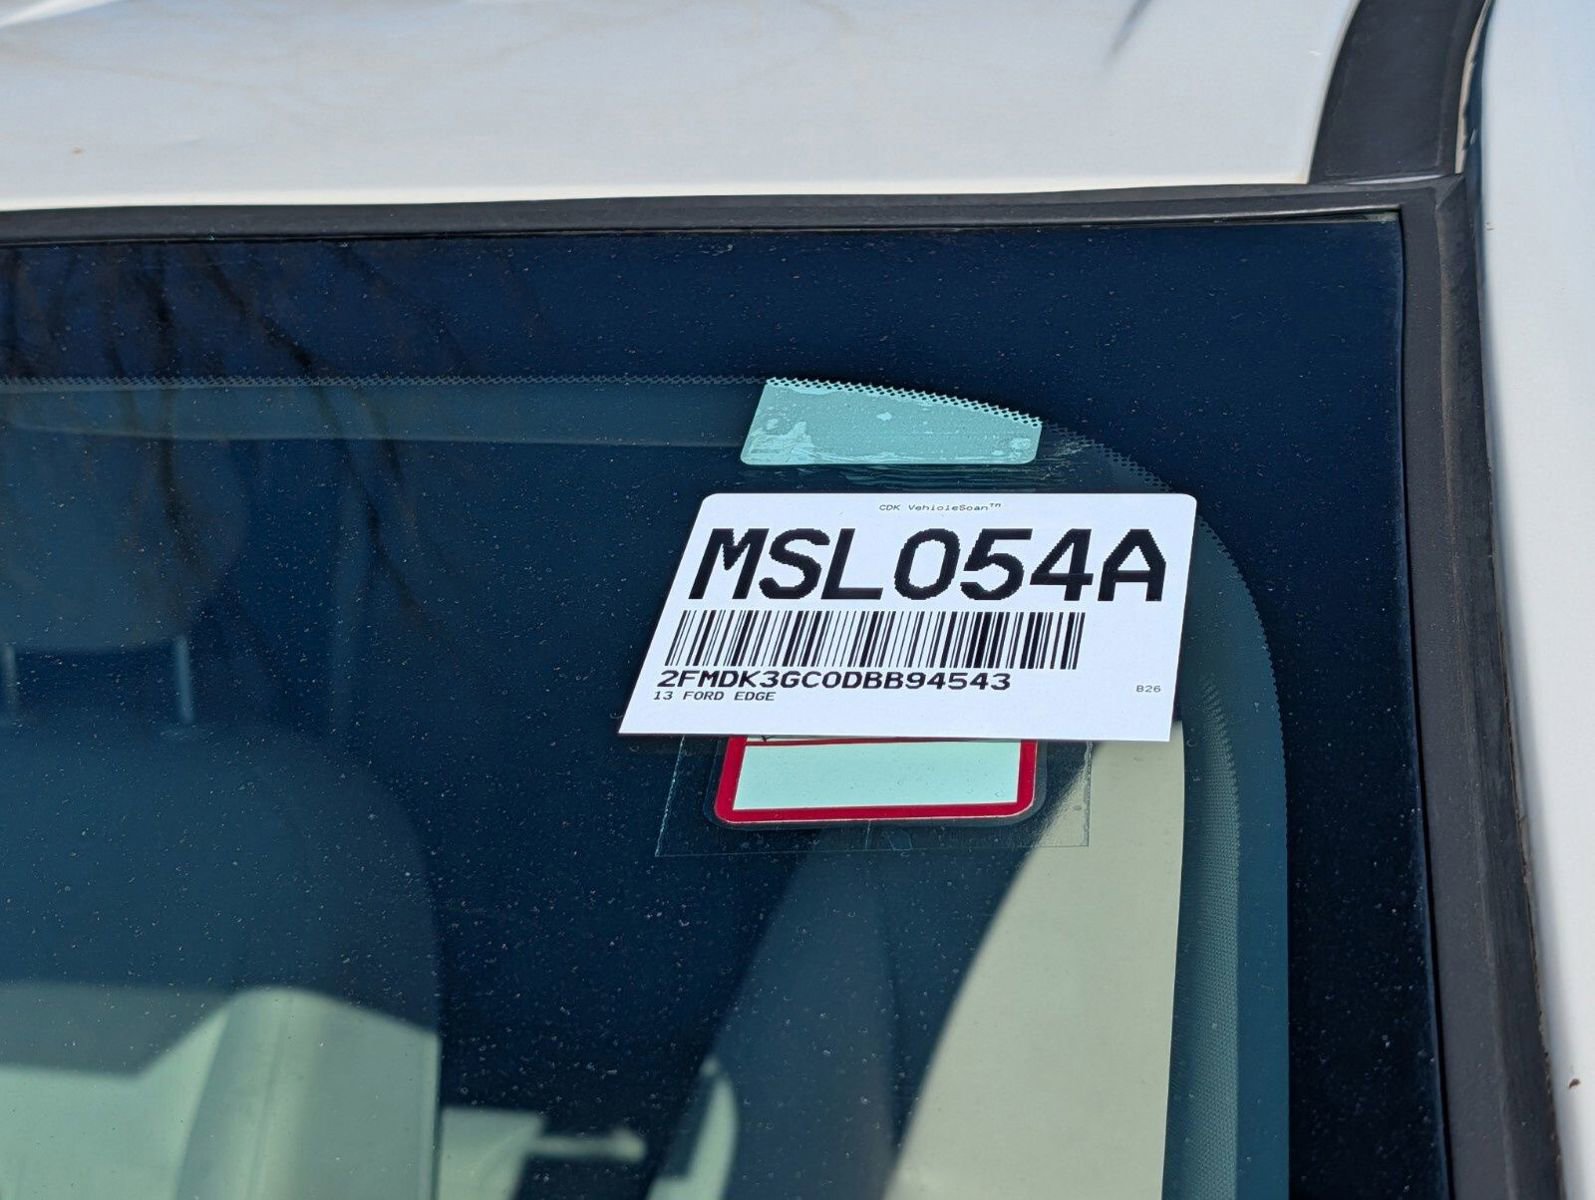 CDK VehicleScan™
MSL054A
2FMDK3GC0DBB94543
13 FORD EDGE
B26